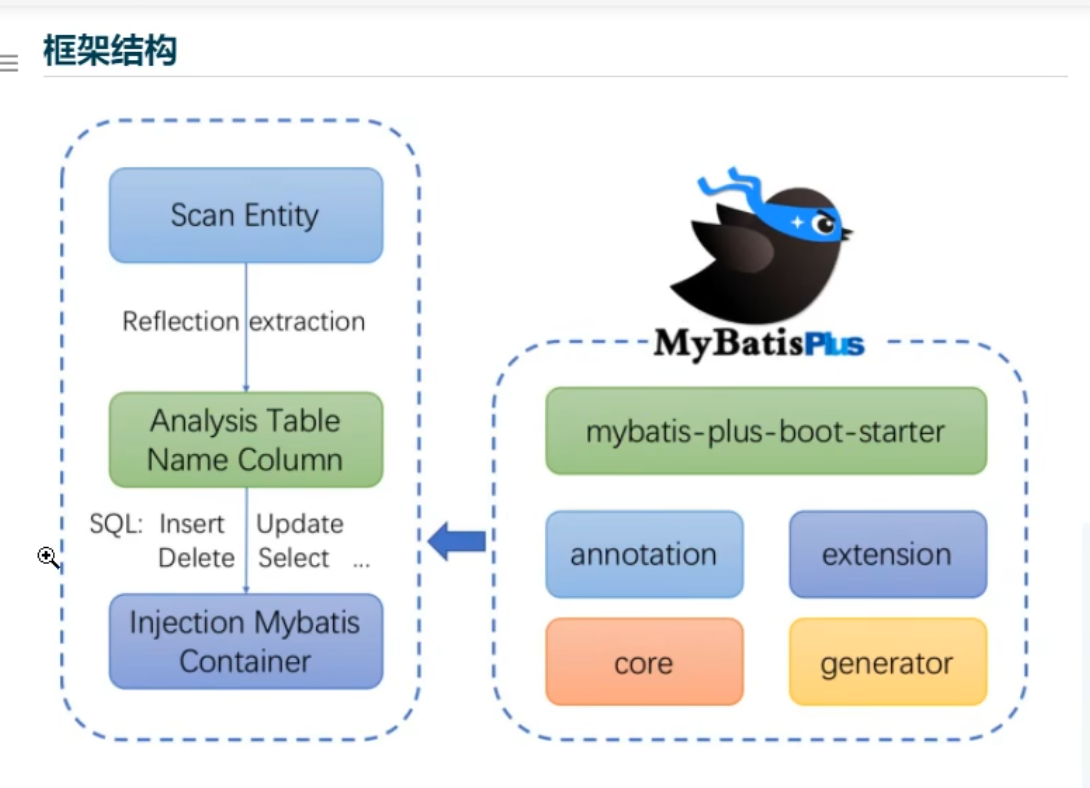 框架结构
Scan Entity
Reflection extraction
Analysis Table
Name Column
SQL: Insert Update
Delete Select ...
Injection Mybatis
Container
MyBatisPlus
mybatis-plus-boot-starter
annotation
extension
core
generator